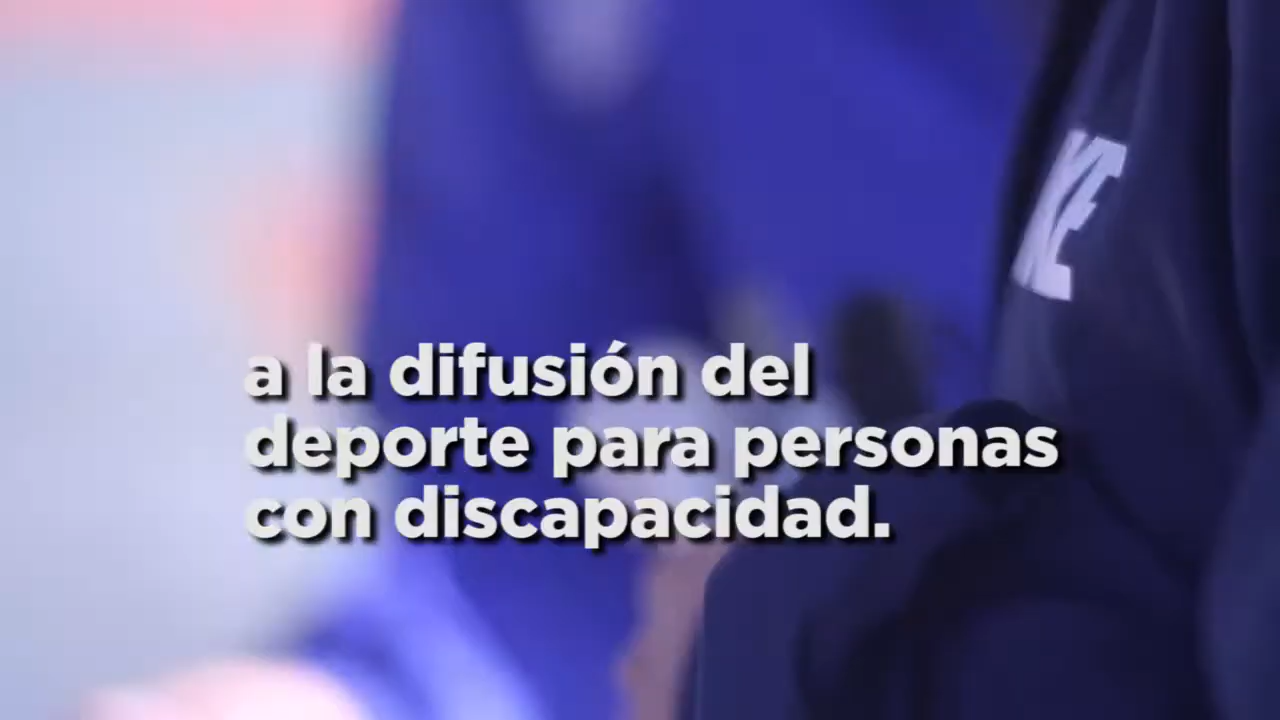 a la difusión del
deporte para personas
con discapacidad.